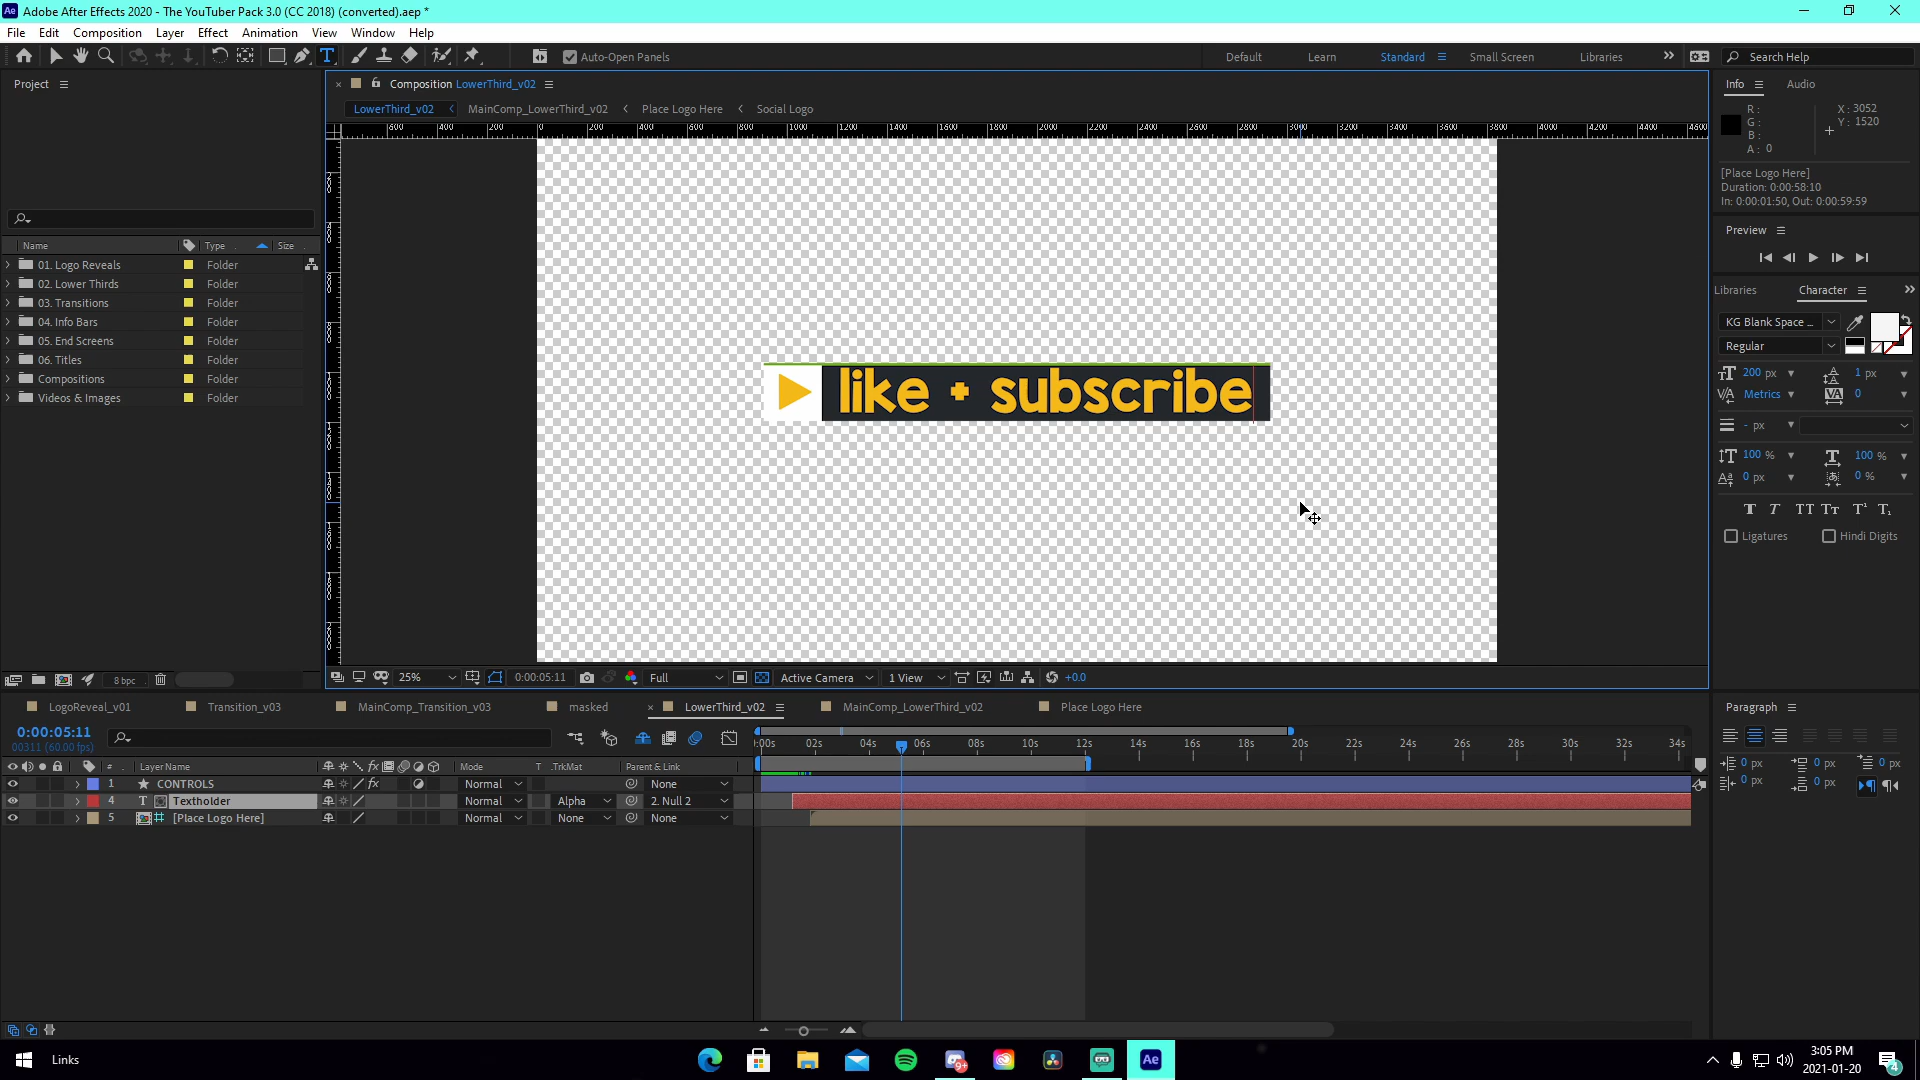 Adobe After Effects 2020 - The YouTuber Pack 3.0 (CC 2018) (converted).aep *
File Edit Composition Layer Effect Animation View Window Help
Auto-Open Panels
Default Learn Standard Small Screen Libraries
Search Help
Project
Composition LowerThird_v02
LowerThird_v02 MainComp_LowerThird_v02 Place Logo Here Social Logo
Name Type Size
01. Logo Reveals Folder
02. Lower Thirds Folder
03. Transitions Folder
04. Info Bars Folder
05. End Screens Folder
06. Titles Folder
Compositions Folder
Videos & Images Folder
8 bpc
like + subscribe
25% 0:00:05:11 Full Active Camera 1 View +0.0
Info Audio
R :
G :
B :
A : 0
X : 3052
Y : 1520
[Place Logo Here]
Duration: 0:00:58:10
In: 0:00:01:50, Out: 0:00:59:59
Preview
Libraries Character
KG Blank Space ...
Regular
200 px 1 px
Metrics 0
- px
100 % 100 %
0 px 0 %
Ligatures Hindi Digits
LogoReveal_v01 Transition_v03 MainComp_Transition_v03 masked LowerThird_v02 MainComp_LowerThird_v02 Place Logo Here
0:00:05:11
00311 (60.00 fps)
:00s 02s 04s 06s 08s 10s 12s 14s 16s 18s 20s 22s 24s 26s 28s 30s 32s 34s
# Layer Name Mode T .TrkMat Parent & Link
1 CONTROLS Normal None
4 T Textholder Normal Alpha 2. Null 2
5 [Place Logo Here] Normal None None
Paragraph
0 px 0 px 0 px
0 px 0 px
Links
Ae
3:05 PM
2021-01-20